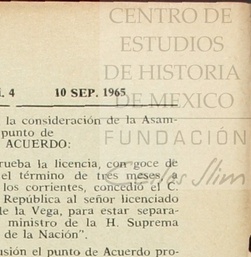 CENTRO DE
ESTUDIOS
DE HISTORIA
DE MEXICO
FUNDACIÓN
Carlos Slim
. 4 10 SEP. 1965
la consideración de la Asam-
punto de
ACUERDO:
rueba la licencia, con goce de
el término de tres meses, a
los corrientes, concedió el C.
República al señor licenciado
de la Vega, para estar separa-
ministro de la H. Suprema
de la Nación".
usión el punto de Acuerdo pro-